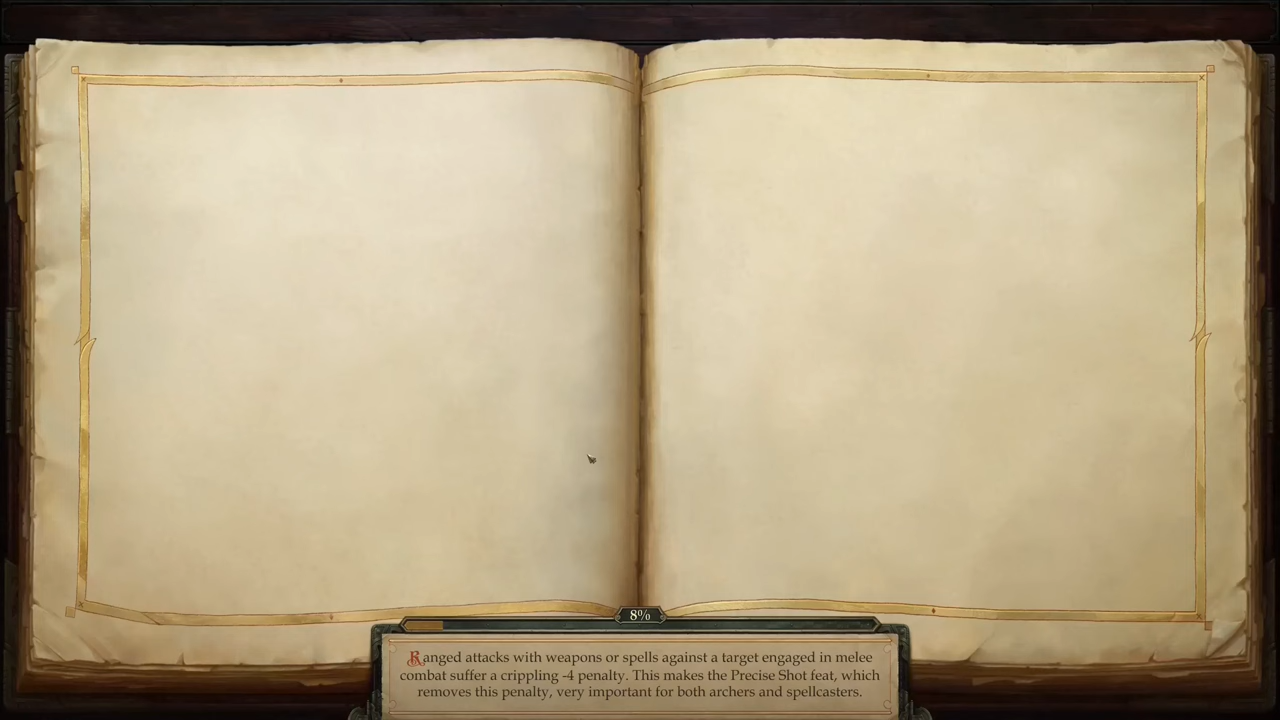 8%
Ranged attacks with weapons or spells against a target engaged in melee
combat suffer a crippling -4 penalty. This makes the Precise Shot feat, which
removes this penalty, very important for both archers and spellcasters.